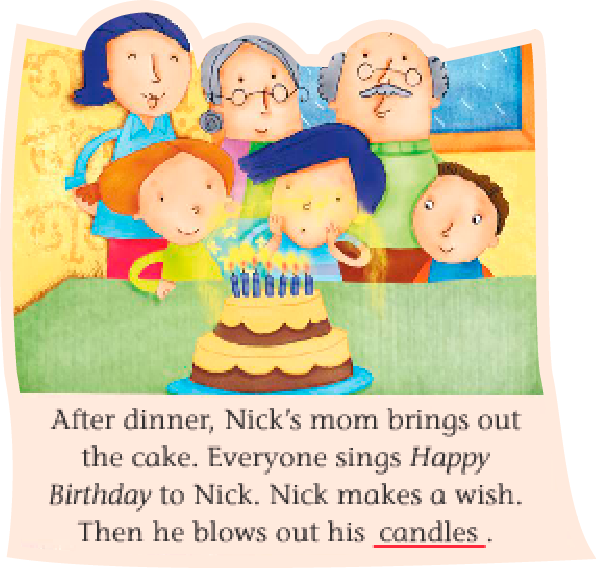 After dinner, Nick's mom brings out
the cake. Everyone sings Happy
Birthday to Nick. Nick makes a wish.
Then he blows out his candles.